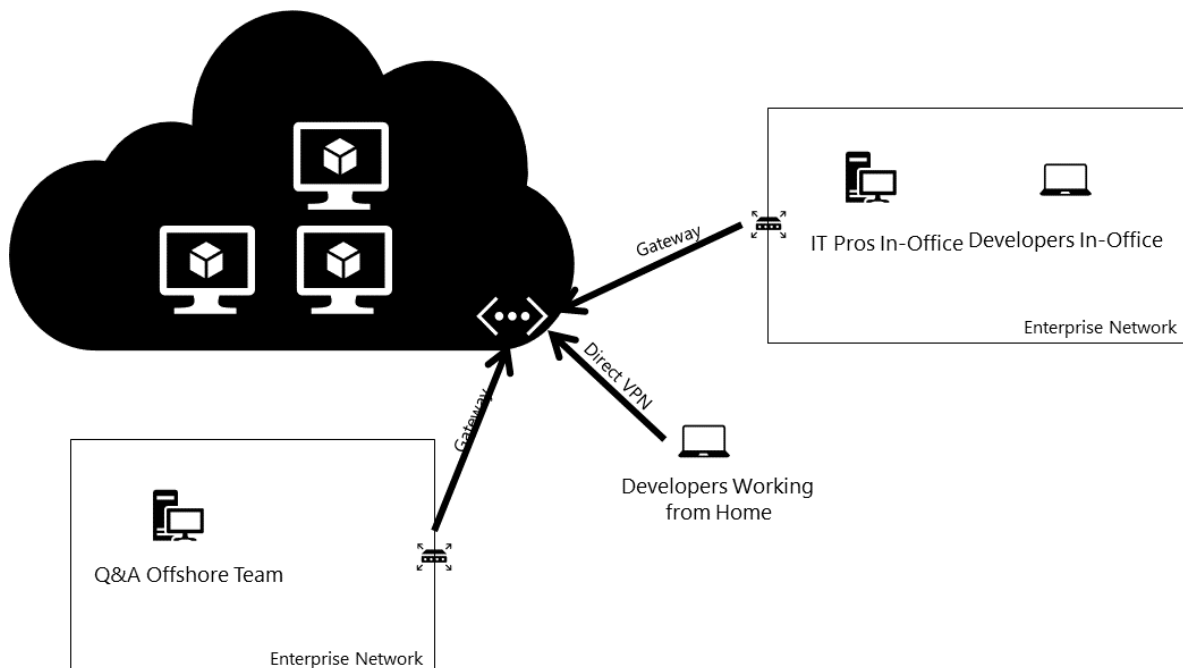 Gateway
IT Pros In-Office
Developers In-Office
Enterprise Network
Direct VPN
Gateway
Developers Working
from Home
Q&A Offshore Team
Enterprise Network